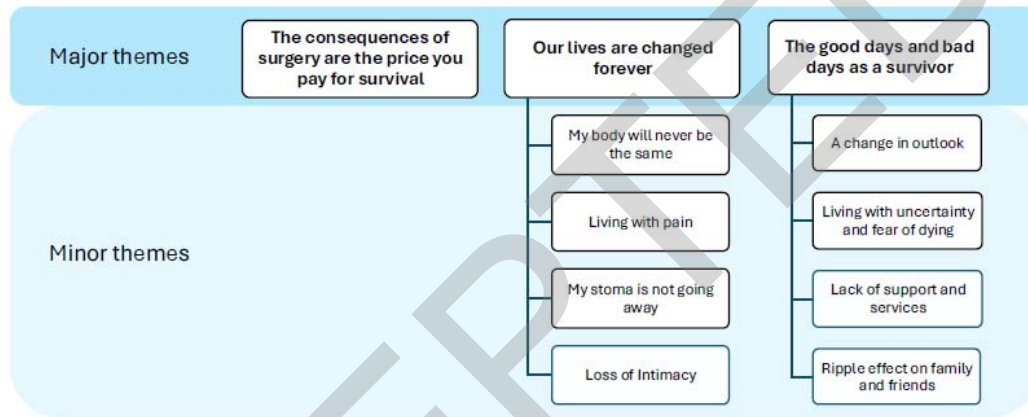 Major themes
The consequences of
surgery are the price you
pay for survival
Our lives are changed
forever
The good days and bad
days as a survivor
Minor themes
My body will never be
the same
Living with pain
My stoma is not going
away
Loss of Intimacy
A change in outlook
Living with uncertainty
and fear of dying
Lack of support and
services
Ripple effect on family
and friends